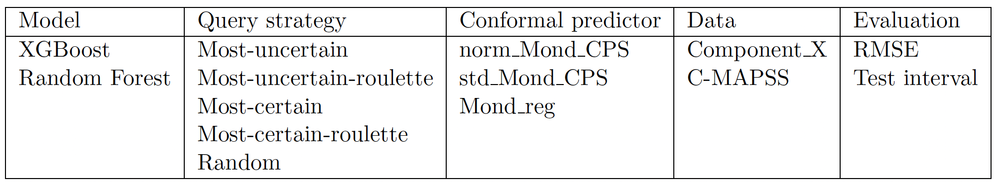 Model Query strategy Conformal predictor Data Evaluation
XGBoost Most-uncertain norm_Mond_CPS Component_X RMSE
Random Forest Most-uncertain-roulette std_Mond_CPS C-MAPSS Test interval
Most-certain Mond_reg
Most-certain-roulette
Random